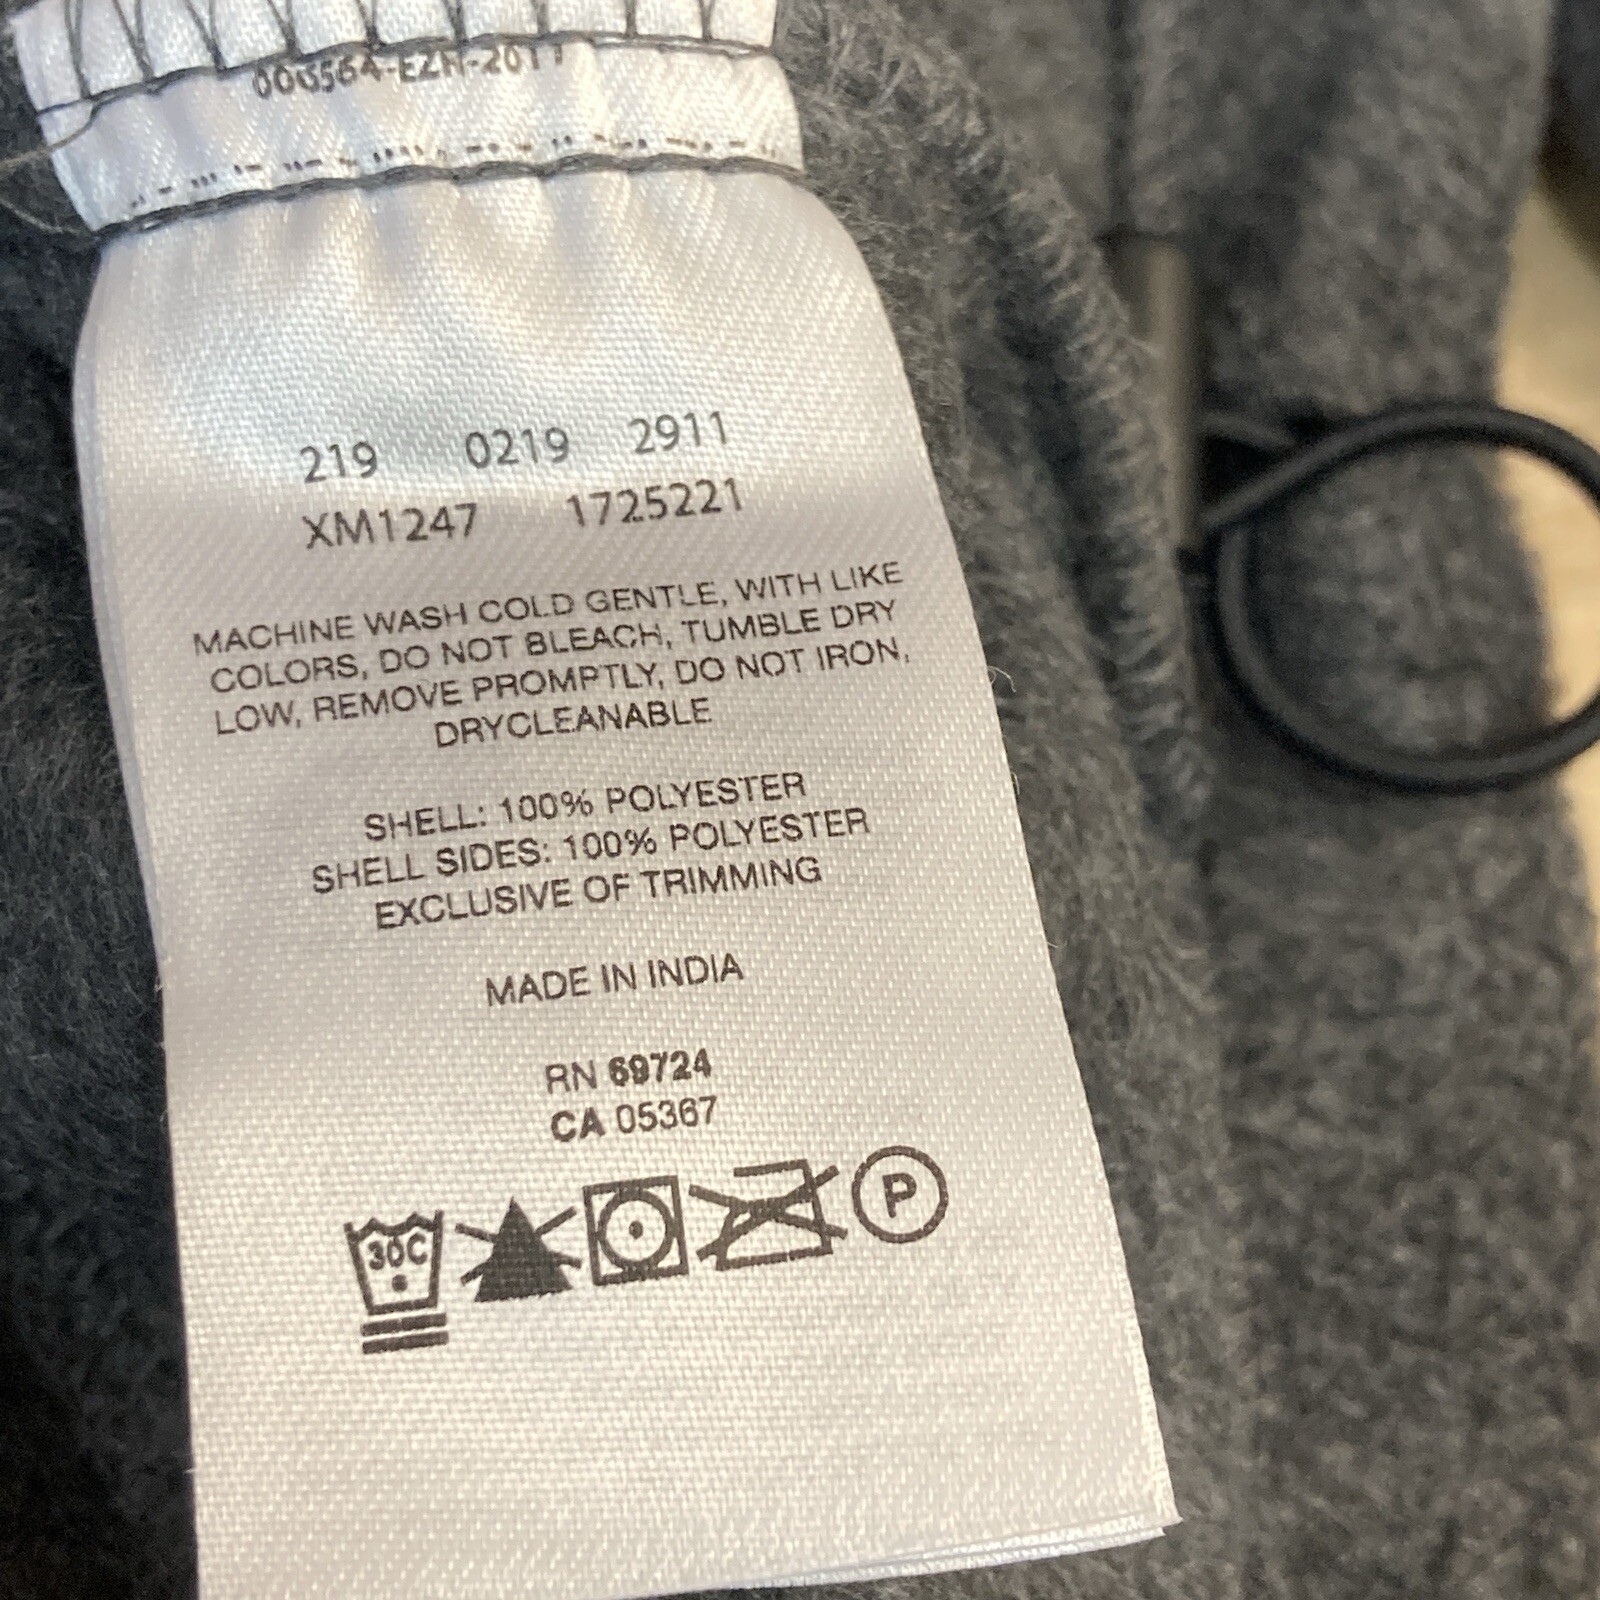 219 0219 2911
XM1247 1725221
MACHINE WASH COLD GENTLE, WITH LIKE
COLORS, DO NOT BLEACH, TUMBLE DRY
LOW, REMOVE PROMPTLY, DO NOT IRON,
DRYCLEANABLE
SHELL: 100% POLYESTER
SHELL SIDES: 100% POLYESTER
EXCLUSIVE OF TRIMMING
MADE IN INDIA
RN 69724
CA 05367
30C
P